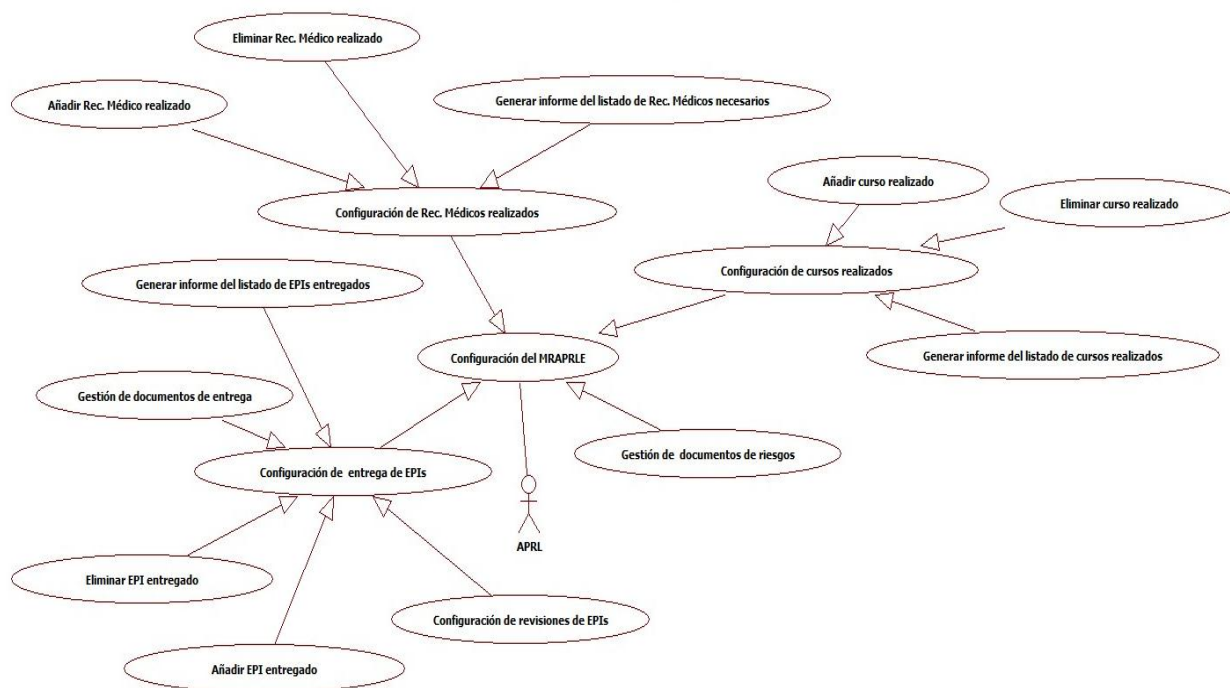 Eliminar Rec. Médico realizado
Añadir Rec. Médico realizado
Generar informe del listado de Rec. Médicos necesarios
Añadir curso realizado
Eliminar curso realizado
Configuración de Rec. Médicos realizados
Configuración de cursos realizados
Generar informe del listado de EPIs entregados
Configuración del MRAPRLE
Generar informe del listado de cursos realizados
Gestión de documentos de entrega
Gestión de documentos de riesgos
Configuración de entrega de EPIs
APRL
Eliminar EPI entregado
Configuración de revisiones de EPIs
Añadir EPI entregado